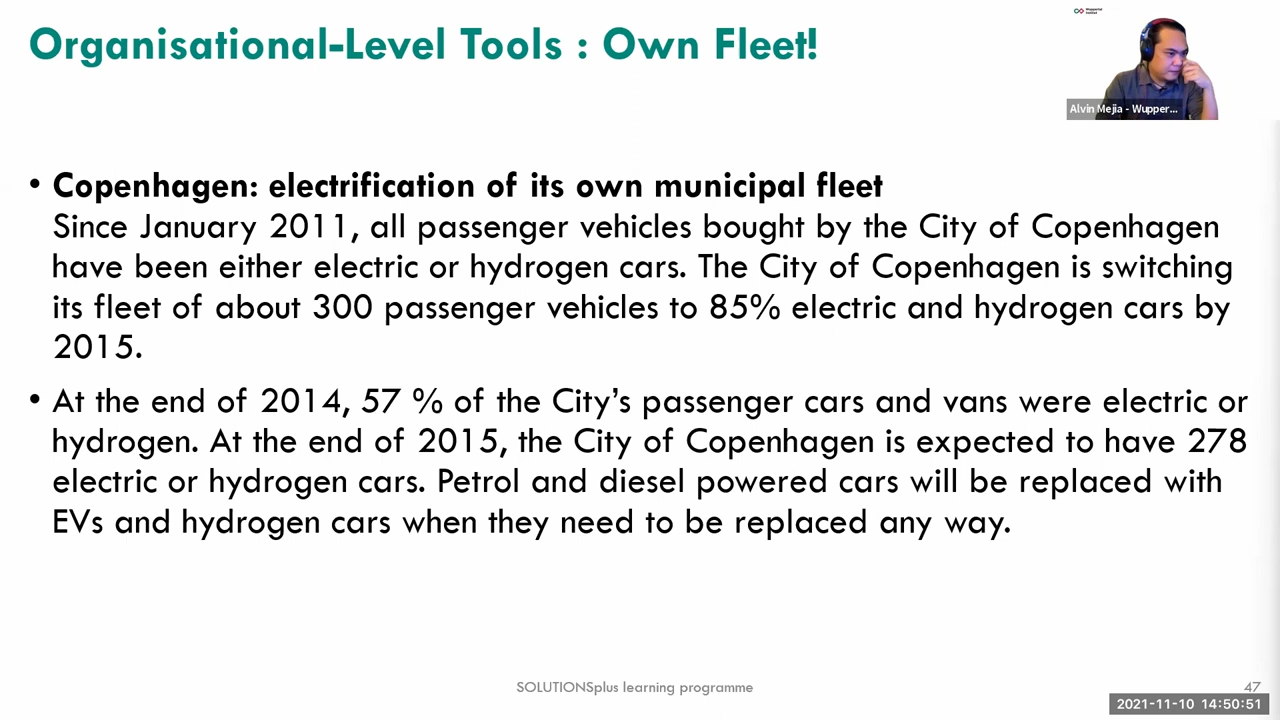 Organisational-Level Tools : Own Fleet!
Wuppertal
Institut
Alvin Mejia - Wupper...
• Copenhagen: electrification of its own municipal fleet
Since January 2011, all passenger vehicles bought by the City of Copenhagen
have been either electric or hydrogen cars. The City of Copenhagen is switching
its fleet of about 300 passenger vehicles to 85% electric and hydrogen cars by
2015.
• At the end of 2014, 57 % of the City’s passenger cars and vans were electric or
hydrogen. At the end of 2015, the City of Copenhagen is expected to have 278
electric or hydrogen cars. Petrol and diesel powered cars will be replaced with
EVs and hydrogen cars when they need to be replaced any way.
SOLUTIONSplus learning programme
47
2021-11-10 14:50:51